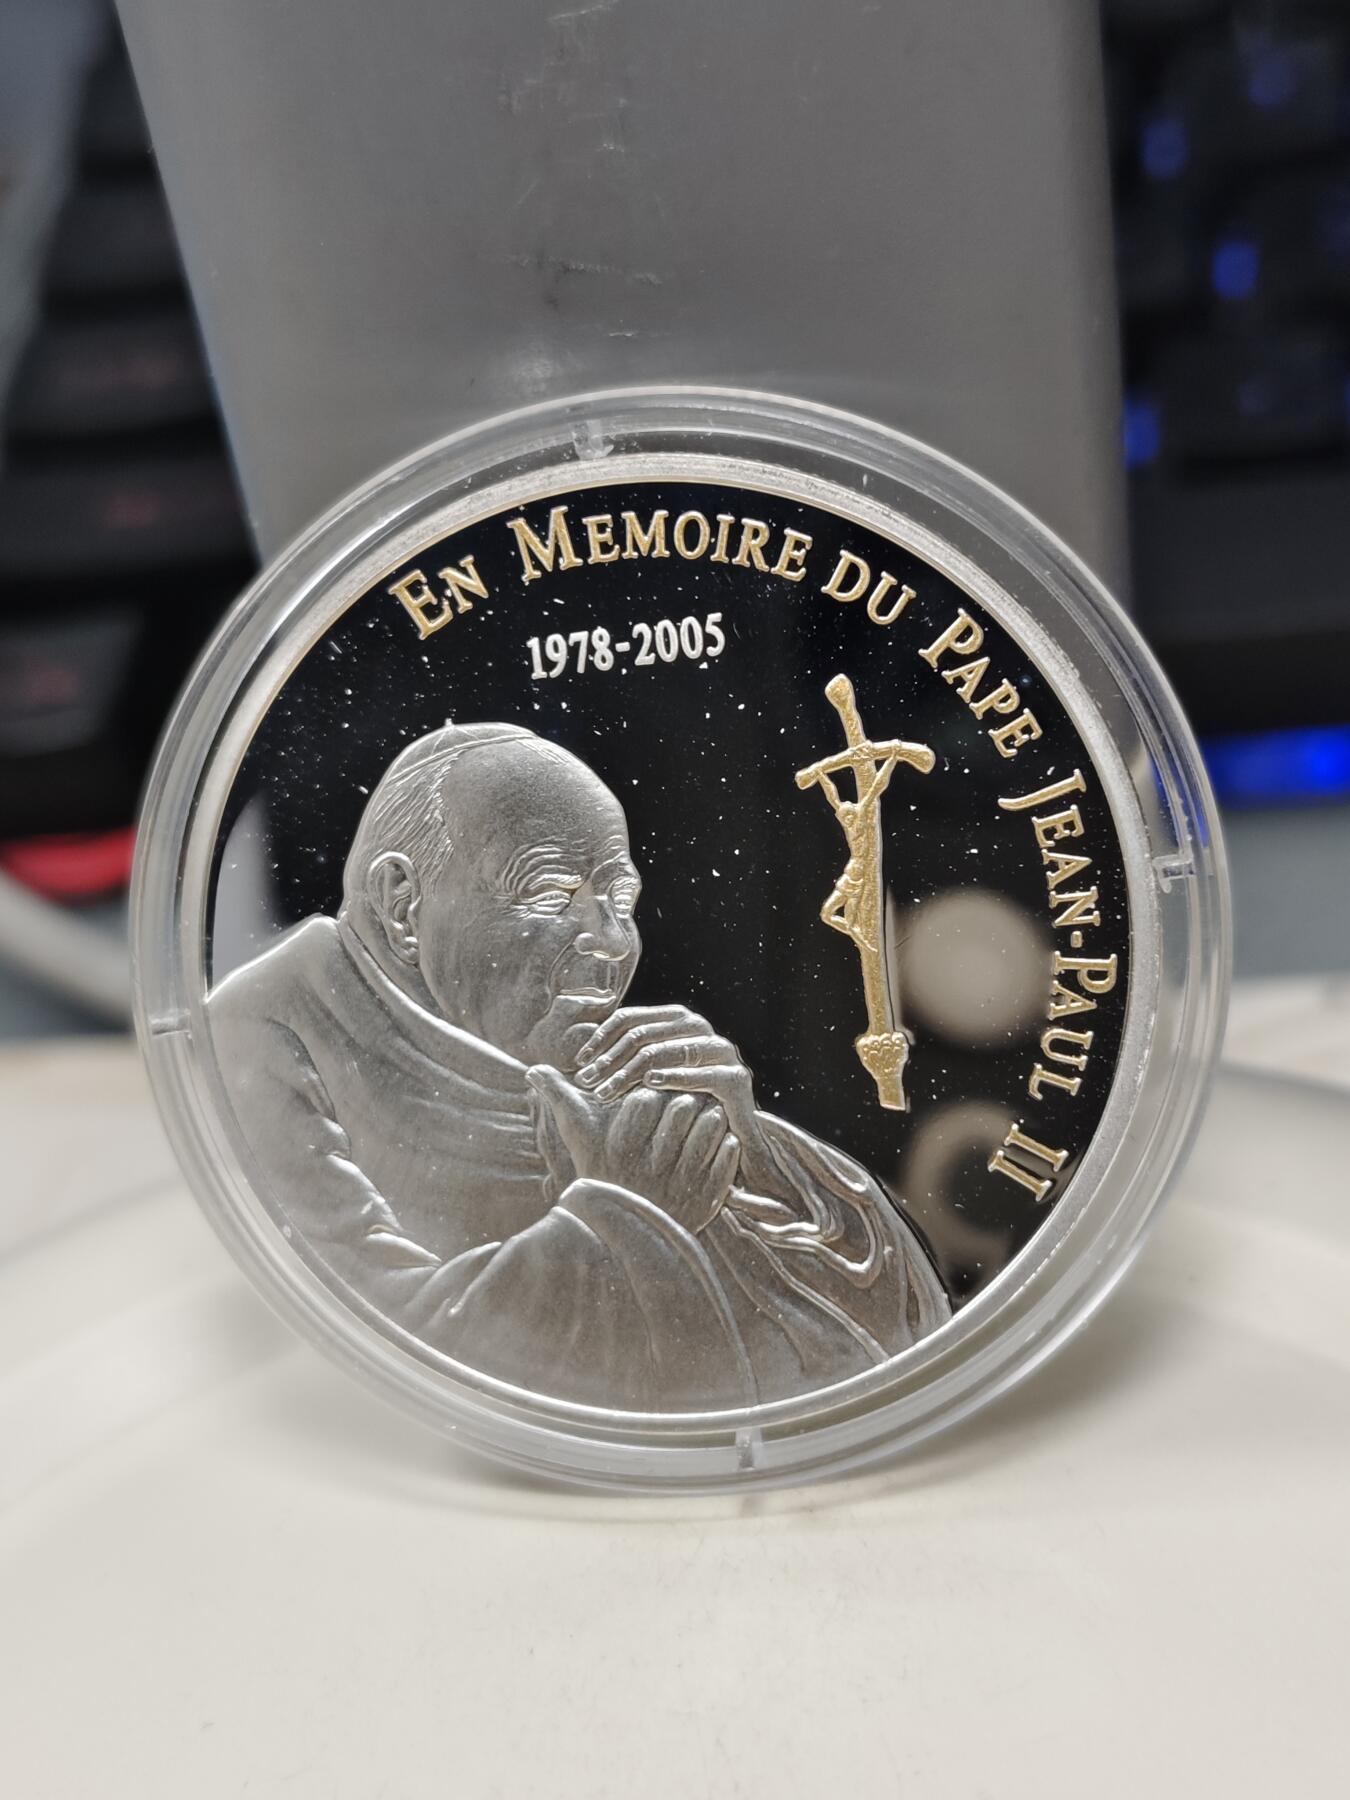 EN MEMOIRE DU PAPE JEAN-PAUL II
1978-2005